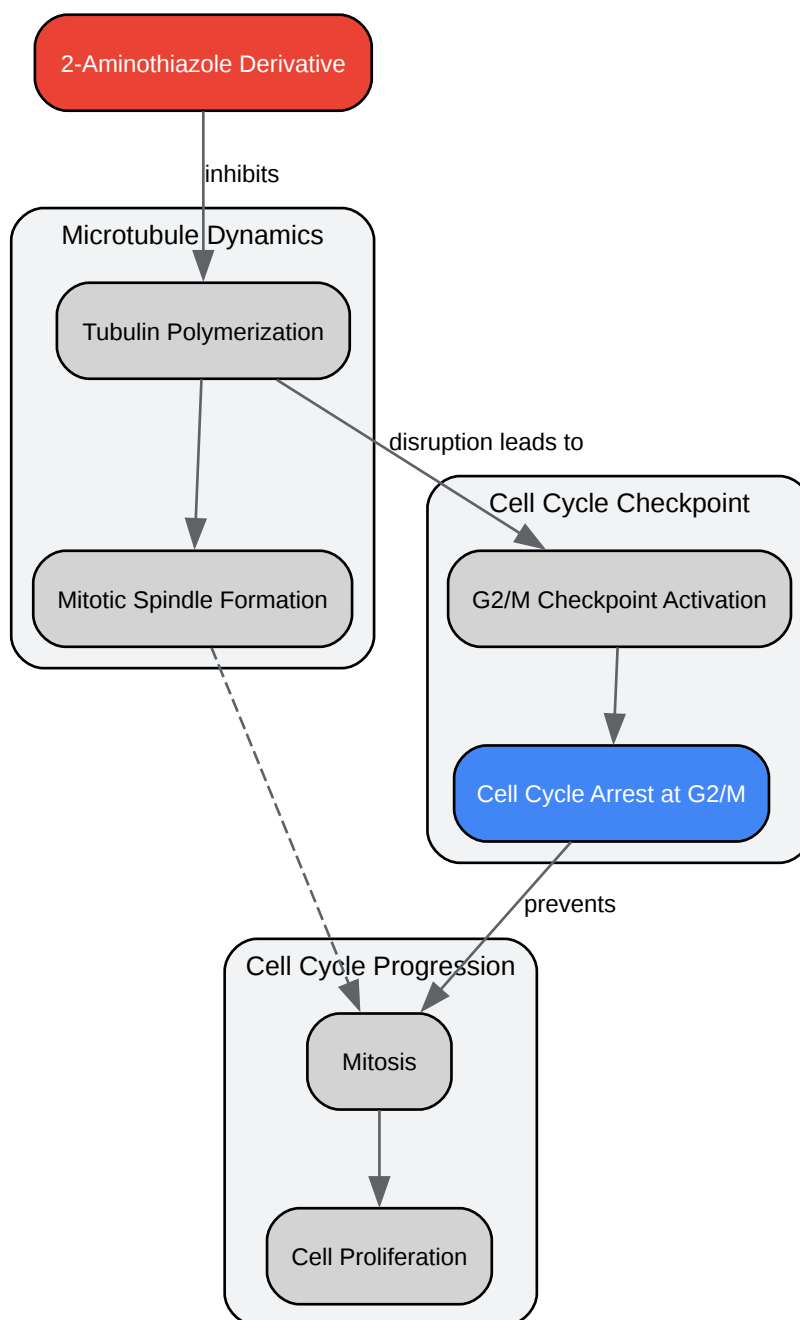 2-Aminothiazole Derivative
inhibits
Microtubule Dynamics
Tubulin Polymerization
disruption leads to
Cell Cycle Checkpoint
Mitotic Spindle Formation
G2/M Checkpoint Activation
Cell Cycle Arrest at G2/M
prevents
Cell Cycle Progression
Mitosis
Cell Proliferation